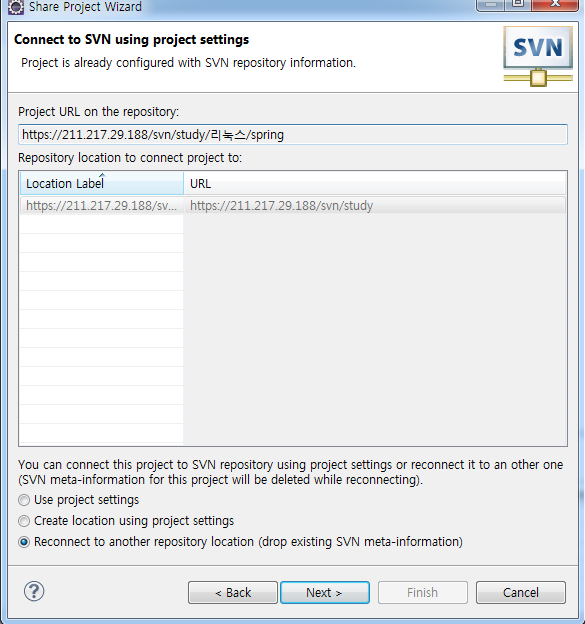 Share Project Wizard
Connect to SVN using project settings
Project is already configured with SVN repository information.
SVN
Project URL on the repository:
https://211.217.29.188/svn/study/리눅스/spring
Repository location to connect project to:
Location Label URL
https://211.217.29.188/sv... https://211.217.29.188/svn/study
You can connect this project to SVN repository using project settings or reconnect it to an other one
(SVN meta-information for this project will be deleted while reconnecting).
Use project settings
Create location using project settings
Reconnect to another repository location (drop existing SVN meta-information)
? < Back Next > Finish Cancel